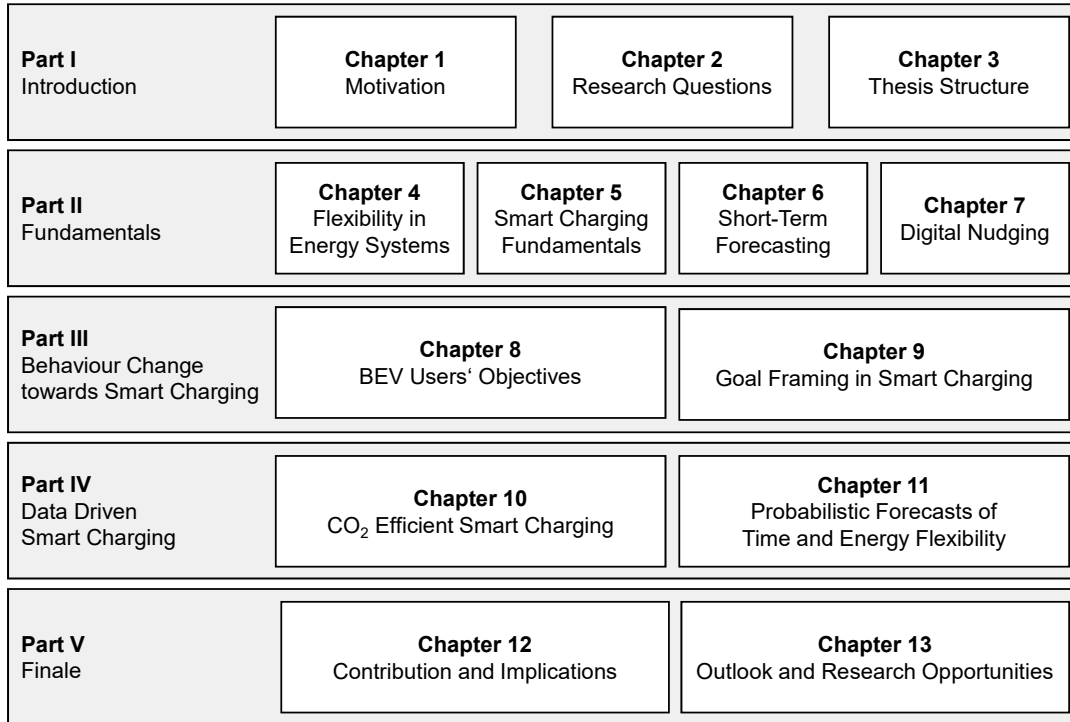 Part I
Introduction
Chapter 1
Motivation
Chapter 2
Research Questions
Chapter 3
Thesis Structure
Part II
Fundamentals
Chapter 4
Flexibility in
Energy Systems
Chapter 5
Smart Charging
Fundamentals
Chapter 6
Short-Term
Forecasting
Chapter 7
Digital Nudging
Part III
Behaviour Change
towards Smart Charging
Chapter 8
BEV Users‘ Objectives
Chapter 9
Goal Framing in Smart Charging
Part IV
Data Driven
Smart Charging
Chapter 10
CO₂ Efficient Smart Charging
Chapter 11
Probabilistic Forecasts of
Time and Energy Flexibility
Part V
Finale
Chapter 12
Contribution and Implications
Chapter 13
Outlook and Research Opportunities